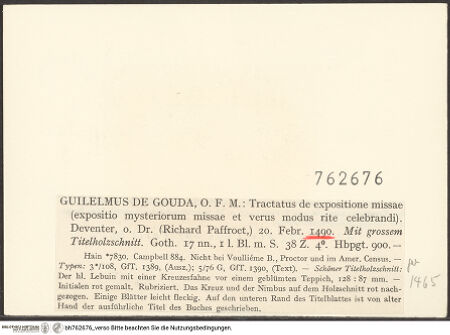 762676
GUILELMUS DE GOUDA, O. F. M.: Tractatus de expositione missae
(expositio mysteriorum missae et verus modus rite celebrandi).
Deventer, o. Dr. (Richard Paffroet,) 20. Febr. 1490. Mit grossem
Titelholzschnitt. Goth. 17 nn., 1 l. Bl. m. S. 38 Z. 4°. Hbpgt. 900.—
Hain *7830. Campbell 884. Nicht bei Voulliéme B., Proctor und im Amer. Census. —
Typen: 3*/108, GfT. 1389, (Ausz.); 5/76 G, GfT. 1390, (Text). — Schöner Titelholzschnitt:
Der hl. Lebuin mit einer Kreuzesfahne vor einem geblümten Teppich, 128 : 87 mm. —
Initialen rot gemalt. Rubriziert. Das Kreuz und der Nimbus auf dem Holzschnitt rot nach-
gezogen. Einige Blätter leicht fleckig. Auf den unteren Rand des Titelblattes ist von alter
Hand der ausführliche Titel des Buches geschrieben.
1465
bh762676_verso Bitte beachten Sie die Nutzungsbedingungen.